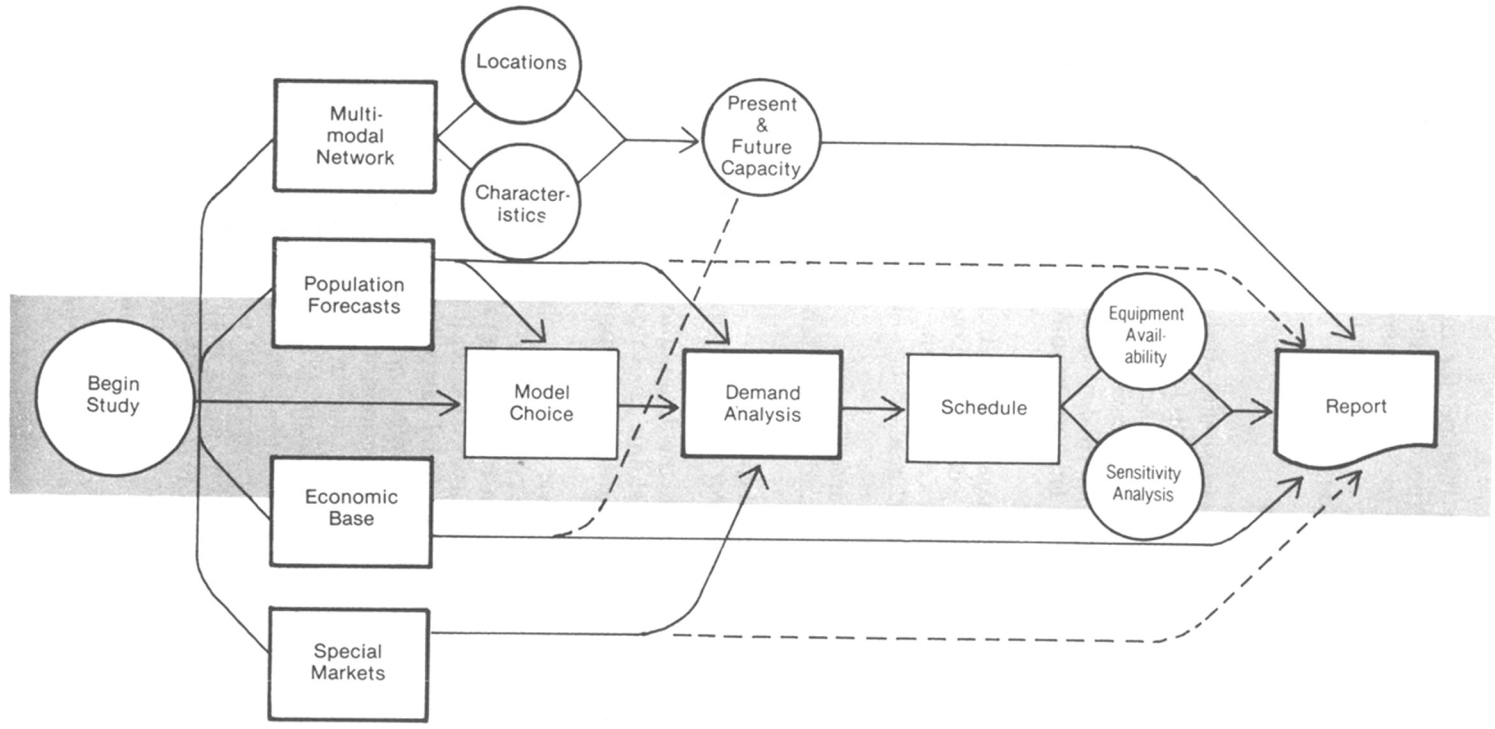 Locations
Multi-
modal
Network
Present
&
Future
Capacity
Character-
istics
Population
Forecasts
Equipment
Avail-
ability
Begin
Study
Model
Choice
Demand
Analysis
Schedule
Report
Economic
Base
Sensitivity
Analysis
Special
Markets